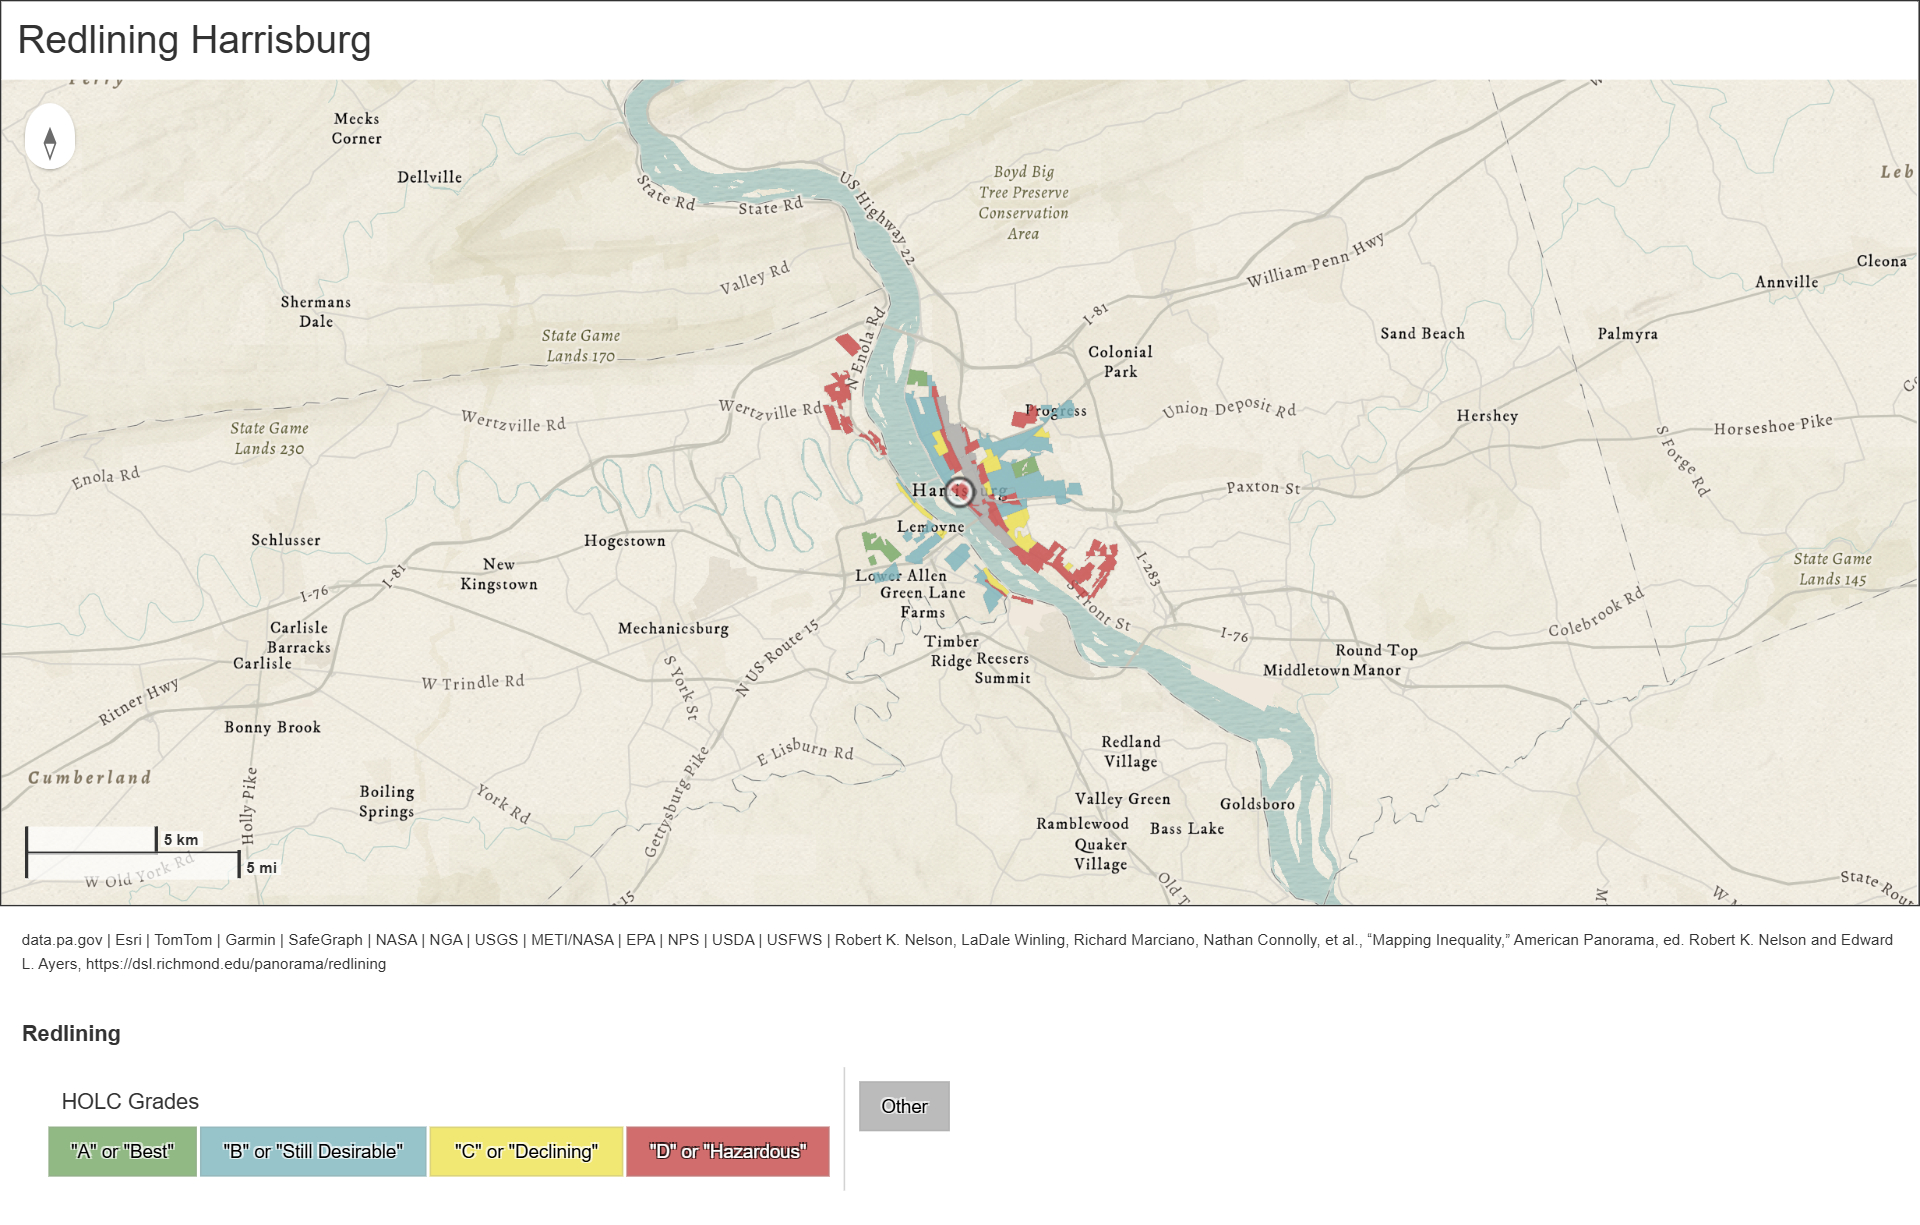 Redlining Harrisburg
Perry
Mecks
Corner
Dellville
State Rd
State Rd
US Highway 22
Boyd Big
Tree Preserve
Conservation
Area
Leb
Valley Rd
William Penn Hwy
Cleona
Annville
Shermans
Dale
I-81
State Game
Lands 170
N Enola Rd
Sand Beach
Palmyra
Colonial
Park
Wertzville Rd
Wertzville Rd
Progress
Union Deposit Rd
Hershey
Horseshoe Pike
State Game
Lands 230
S Forge Rd
Enola Rd
Harrisburg
Paxton St
Lemoyne
Schlusser
Hogestown
New
Kingstown
I-81
I-76
Lower Allen
Green Lane
Farms
I-283
S Front St
State Game
Lands 145
Colebrook Rd
Carlisle
Barracks
Carlisle
Mechanicsburg
N US Route 15
Timber
Ridge
Reesers
Summit
I-76
Round Top
Middletown Manor
Ritner Hwy
W Trindle Rd
S York St
Bonny Brook
E Lisburn Rd
Redland
Village
Cumberland
Holly Pike
Boiling
Springs
York Rd
Gettysburg Pike
Valley Green
Goldsboro
Ramblewood
Bass Lake
Quaker
Village
5 km
5 mi
W Old York Rd
15
Old T
M
State Rou
data.pa.gov | Esri | TomTom | Garmin | SafeGraph | NASA | NGA | USGS | METI/NASA | EPA | NPS | USDA | USFWS | Robert K. Nelson, LaDale Winling, Richard Marciano, Nathan Connolly, et al., “Mapping Inequality,” American Panorama, ed. Robert K. Nelson and Edward
L. Ayers, https://dsl.richmond.edu/panorama/redlining
Redlining
HOLC Grades
Other
"A" or "Best"
"B" or "Still Desirable"
"C" or "Declining"
"D" or "Hazardous"